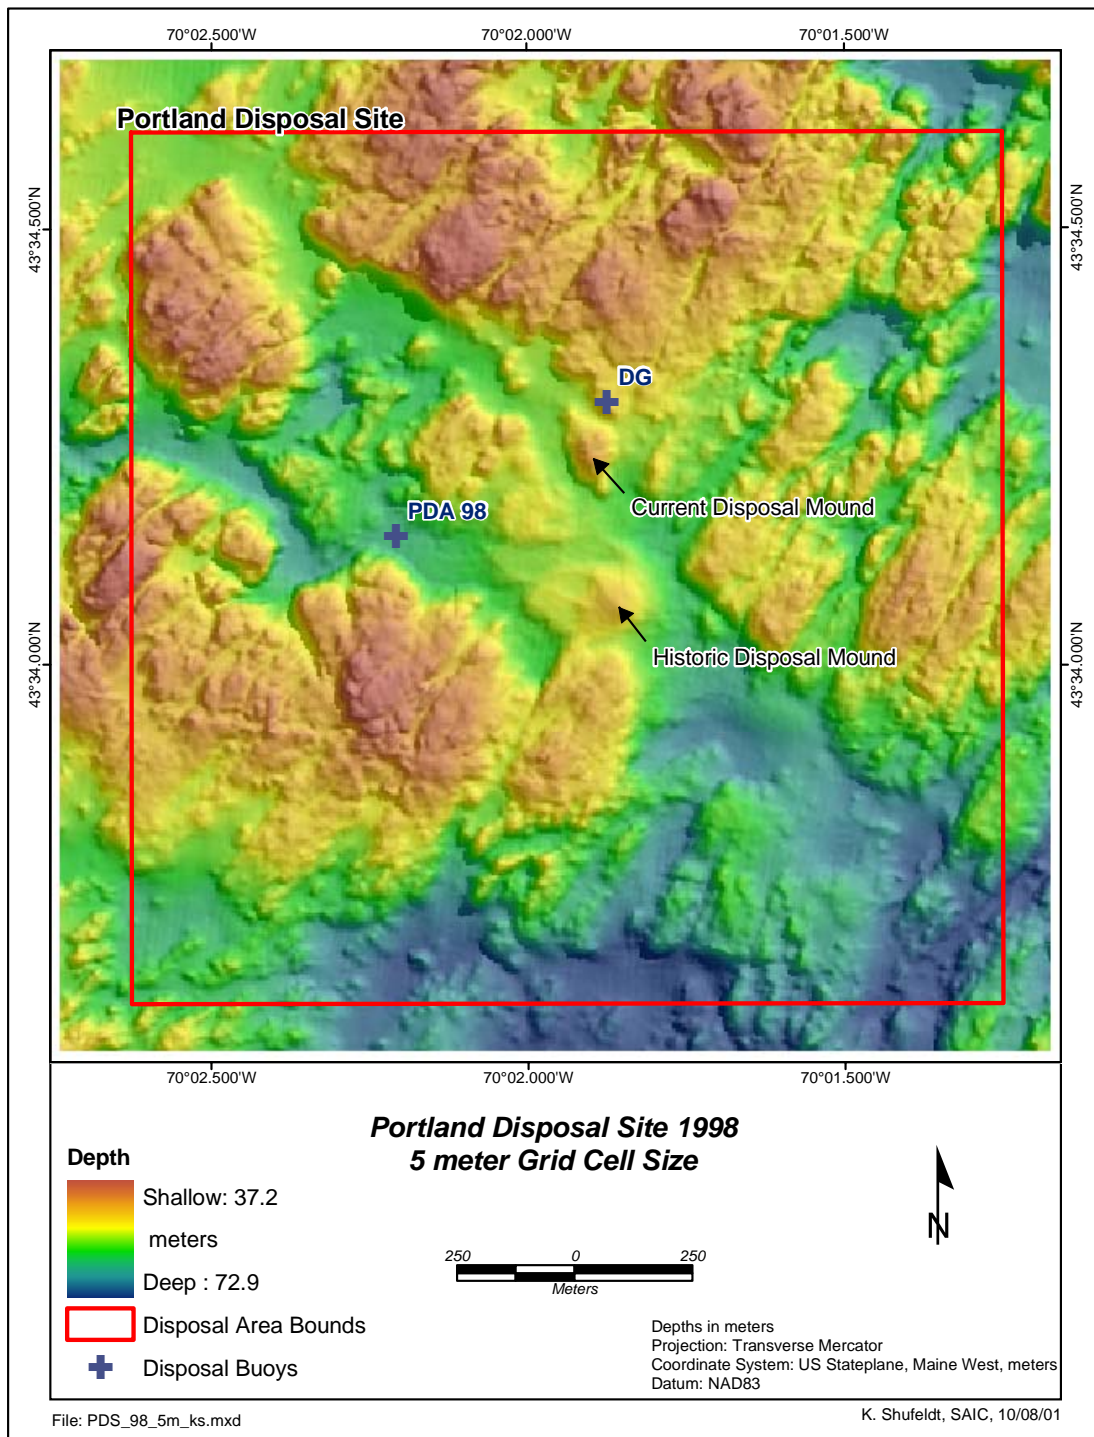 70°02.500'W
70°02.000'W
70°01.500'W
Portland Disposal Site
43°34.500'N
43°34.500'N
DG
Current Disposal Mound
PDA 98
Historic Disposal Mound
43°34.000'N
43°34.000'N
70°02.500'W
70°02.000'W
70°01.500'W
Portland Disposal Site 1998
5 meter Grid Cell Size
Depth
Shallow: 37.2
meters
Deep : 72.9
Disposal Area Bounds
Disposal Buoys
250
0
250
Meters
N
Depths in meters
Projection: Transverse Mercator
Coordinate System: US Stateplane, Maine West, meters
Datum: NAD83
File: PDS_98_5m_ks.mxd
K. Shufeldt, SAIC, 10/08/01